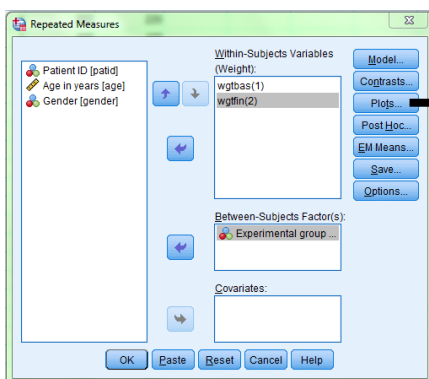 Repeated Measures
Patient ID [patid]
Age in years [age]
Gender [gender]
Within-Subjects Variables
(Weight):
wgtbas(1)
wgtfin(2)
Between-Subjects Factor(s):
Experimental group ...
Covariates:
Model...
Contrasts...
Plots...
Post Hoc...
EM Means...
Save...
Options...
OK
Paste
Reset
Cancel
Help